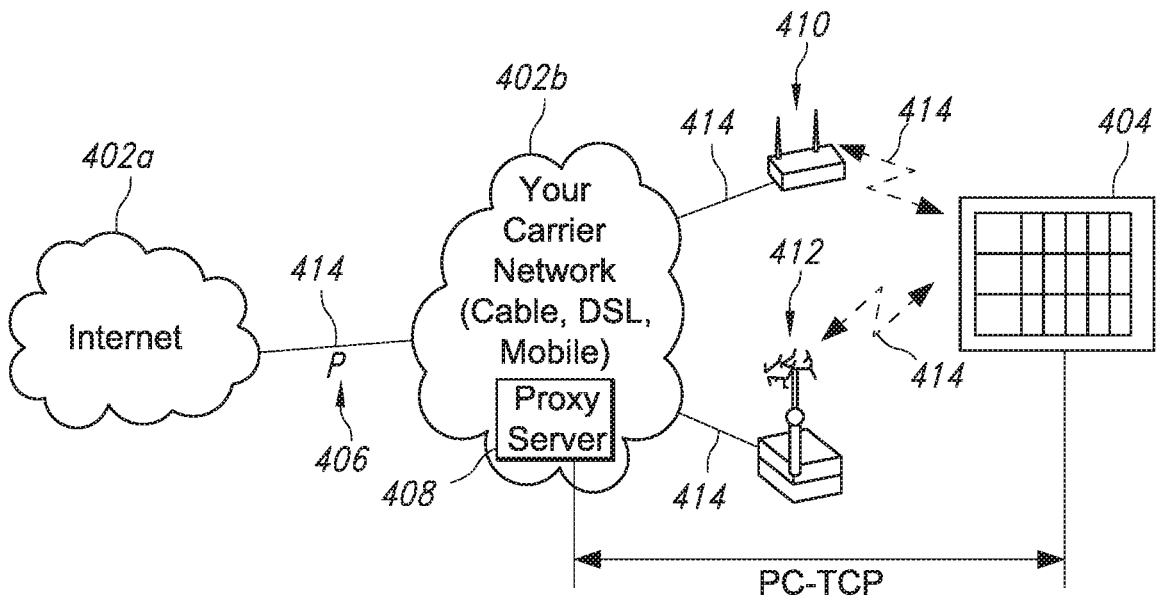 410
402b
414
414
404
402a
Your
Carrier
Network
(Cable, DSL,
Mobile)
414
412
Internet
P
414
Proxy
Server
406
408
414
PC-TCP